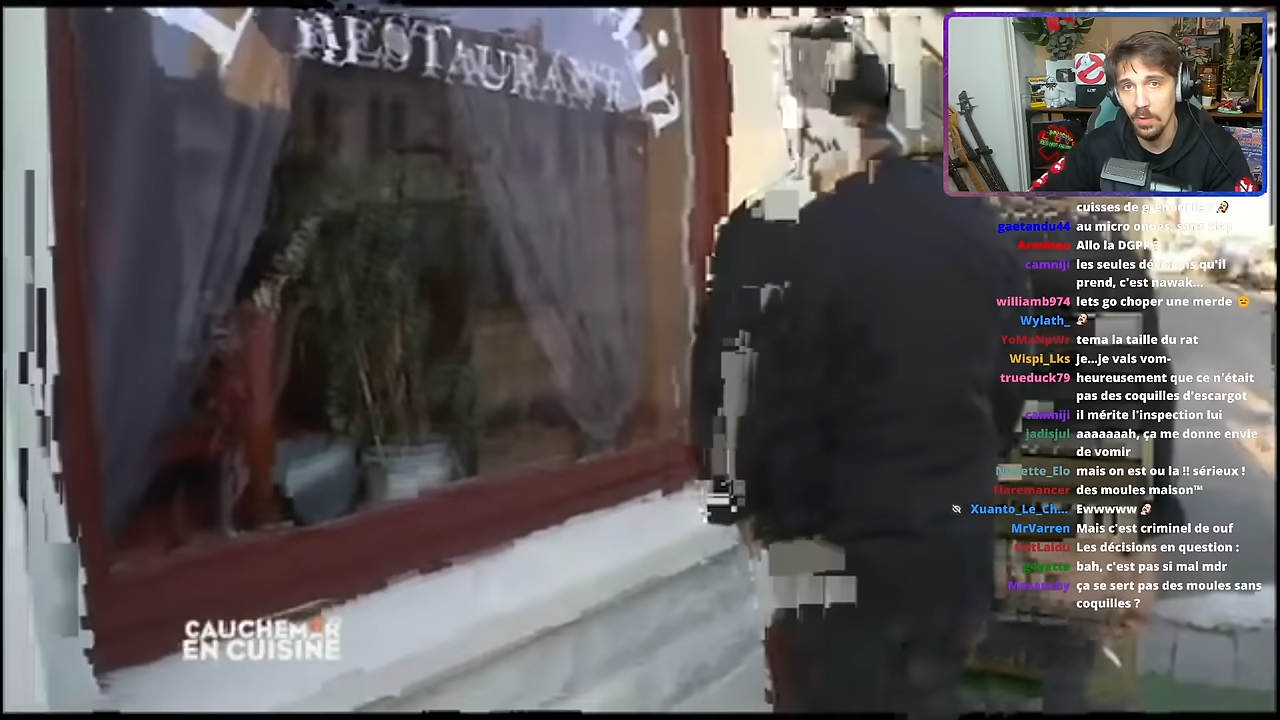 RESTAURANT
cuisses de
gaetandu44 au micro ondes,
Allo la
camniji les seules qu'il
prend, c'est nawak...
williamb974 lets go choper une merde
Wylath_
YoMaNpWr tema la taille du rat
Wispi_Lks Je...je vais vom-
trueduck79 heureusement que ce n'était
pas des coquilles d'escargot
camniji il mérite l'inspection lui
jadisjul aaaaaaah, ça me donne envie
de vomir
mais on est ou la !! sérieux !
des moules maison™
Xuanto_Le_Ch... Ewwwww
MrVarren Mais c'est criminel de ouf
Les décisions en question :
bah, c'est pas si mal mdr
ça se sert pas des moules sans
coquilles ?
CAUCHEMAR
EN CUISINE